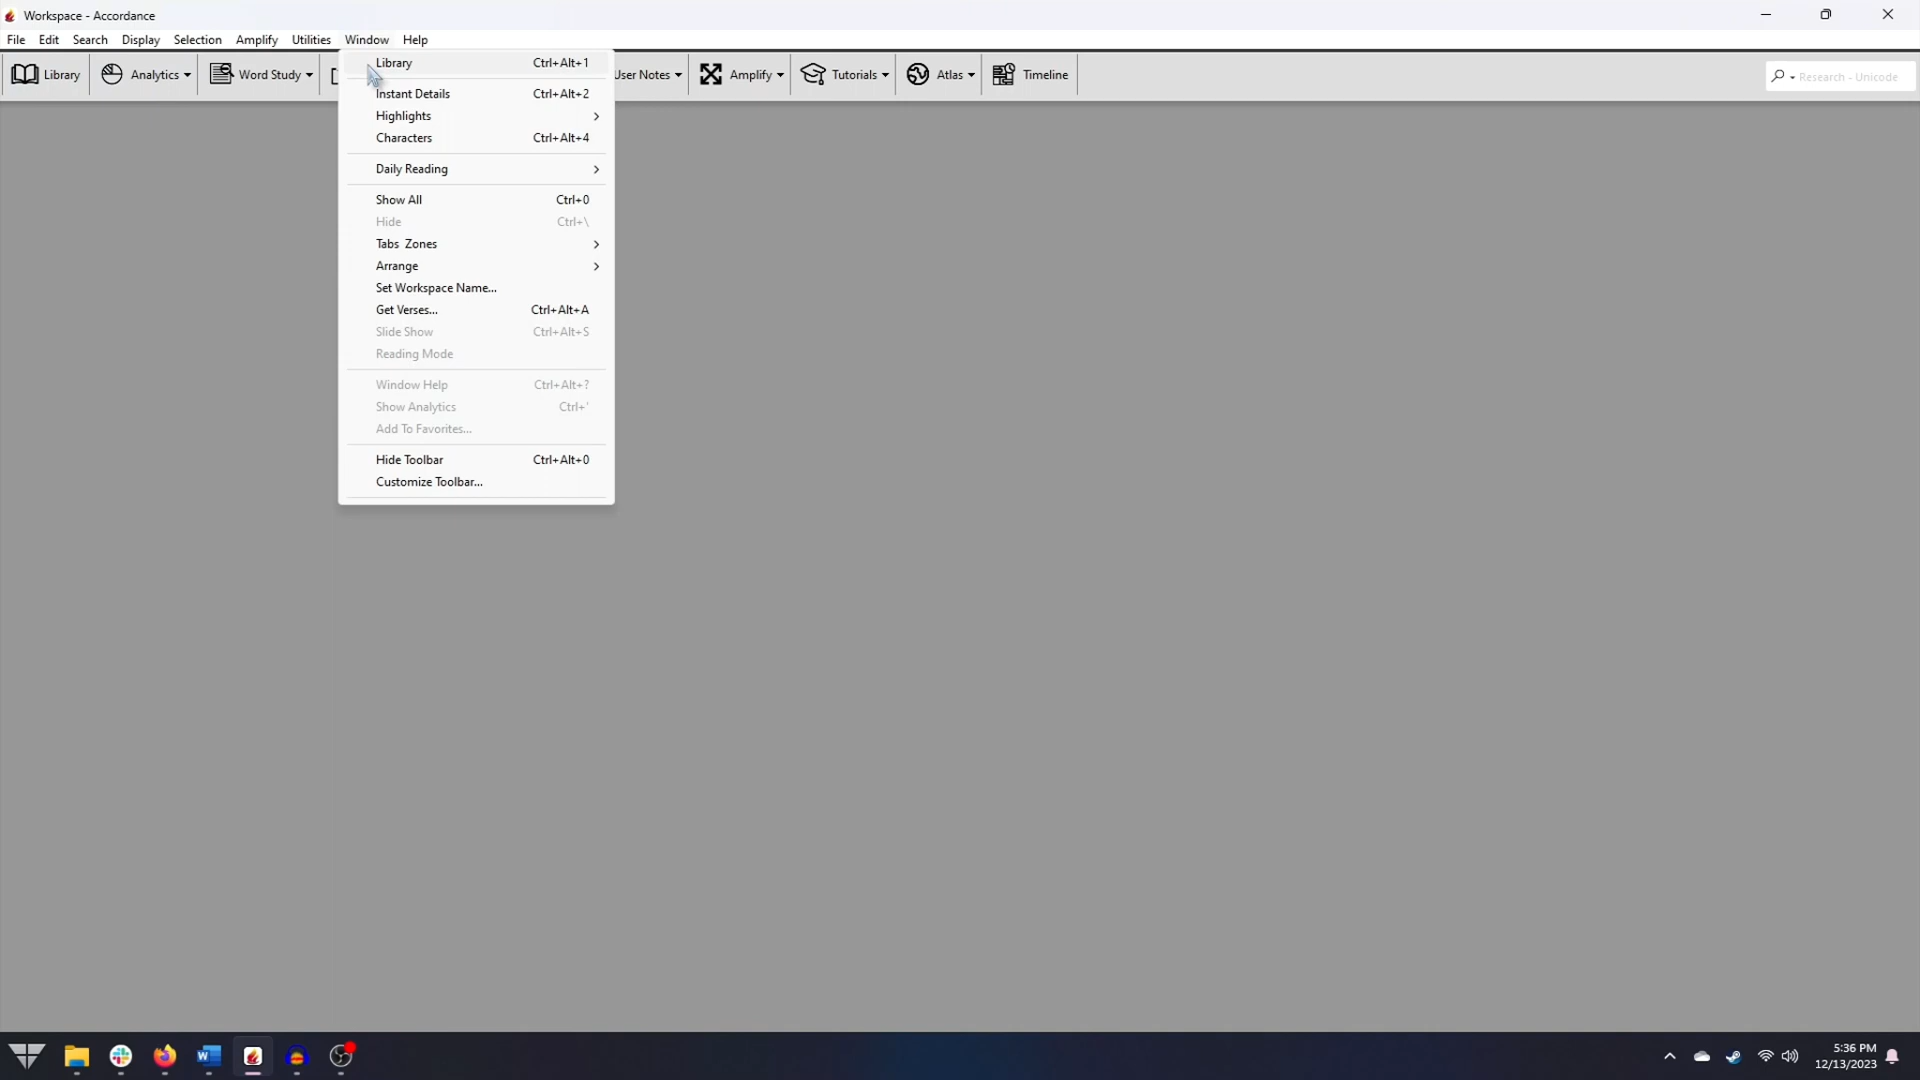 Workspace - Accordance
File Edit Search Display Selection Amplify Utilities Window Help
Library Analytics Word Study User Notes Amplify Tutorials Atlas Timeline Research - Unicode
Library Ctrl+Alt+1
Instant Details Ctrl+Alt+2
Highlights
Characters Ctrl+Alt+4
Daily Reading
Show All Ctrl+0
Hide Ctrl+\
Tabs Zones
Arrange
Set Workspace Name...
Get Verses... Ctrl+Alt+A
Slide Show Ctrl+Alt+S
Reading Mode
Window Help Ctrl+Alt+?
Show Analytics Ctrl+'
Add To Favorites...
Hide Toolbar Ctrl+Alt+0
Customize Toolbar...
5:36 PM
12/13/2023